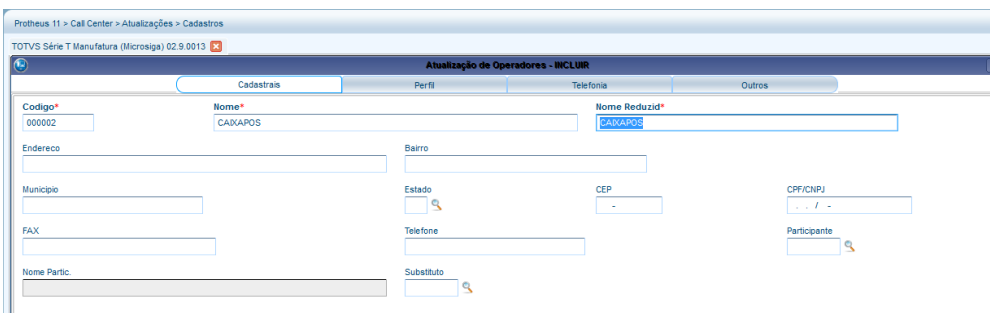 Protheus 11 > Call Center > Atualizações > Cadastros
TOTVS Série T Manufatura (Microsiga) 02.9.0013
Atualização de Operadores - INCLUIR
Cadastrais Perfil Telefonia Outros
Codigo* Nome* Nome Reduzid*
000002 CAIXAPOS CAIXAPOS
Endereco Bairro
Municipio Estado CEP CPF/CNPJ
- . . / -
FAX Telefone Participante
Nome Partic. Substituto